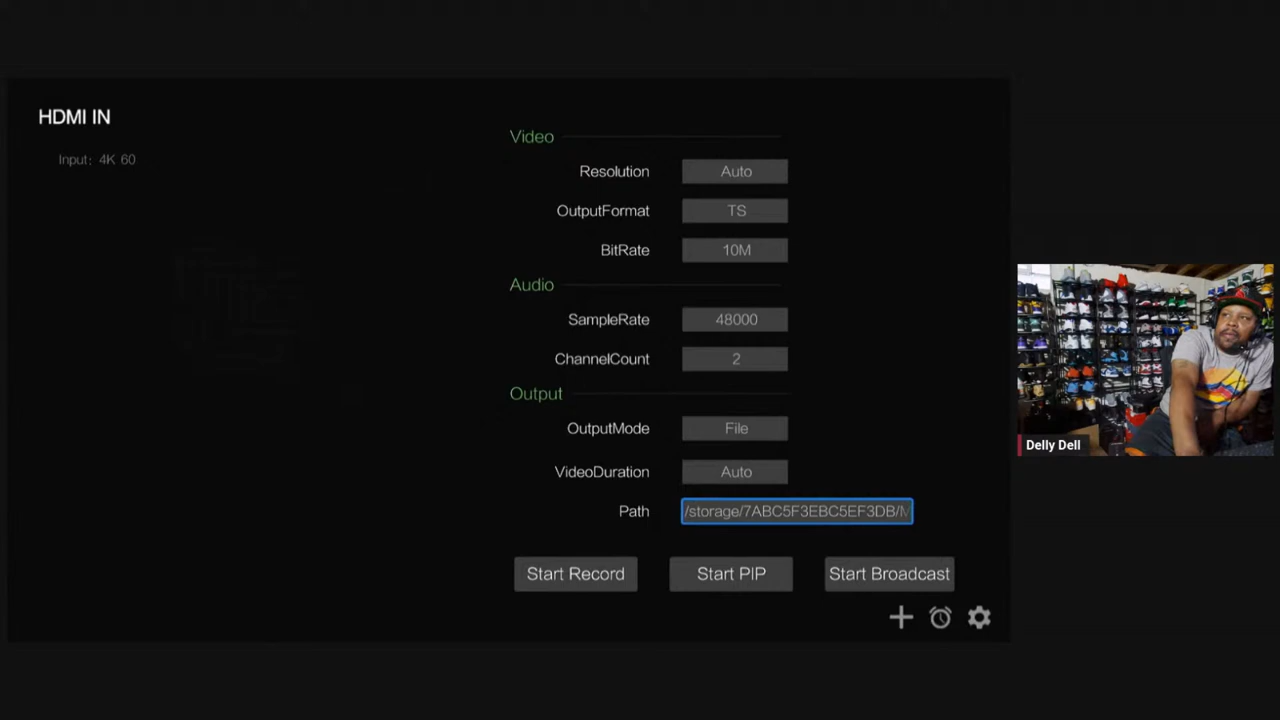 HDMI IN
Input: 4K 60
Video
Resolution Auto
OutputFormat TS
BitRate 10M
Audio
SampleRate 48000
ChannelCount 2
Output
OutputMode File
VideoDuration Auto
Path /storage/7ABC5F3EBC5EF3DB/M
Start Record Start PIP Start Broadcast
Delly Dell